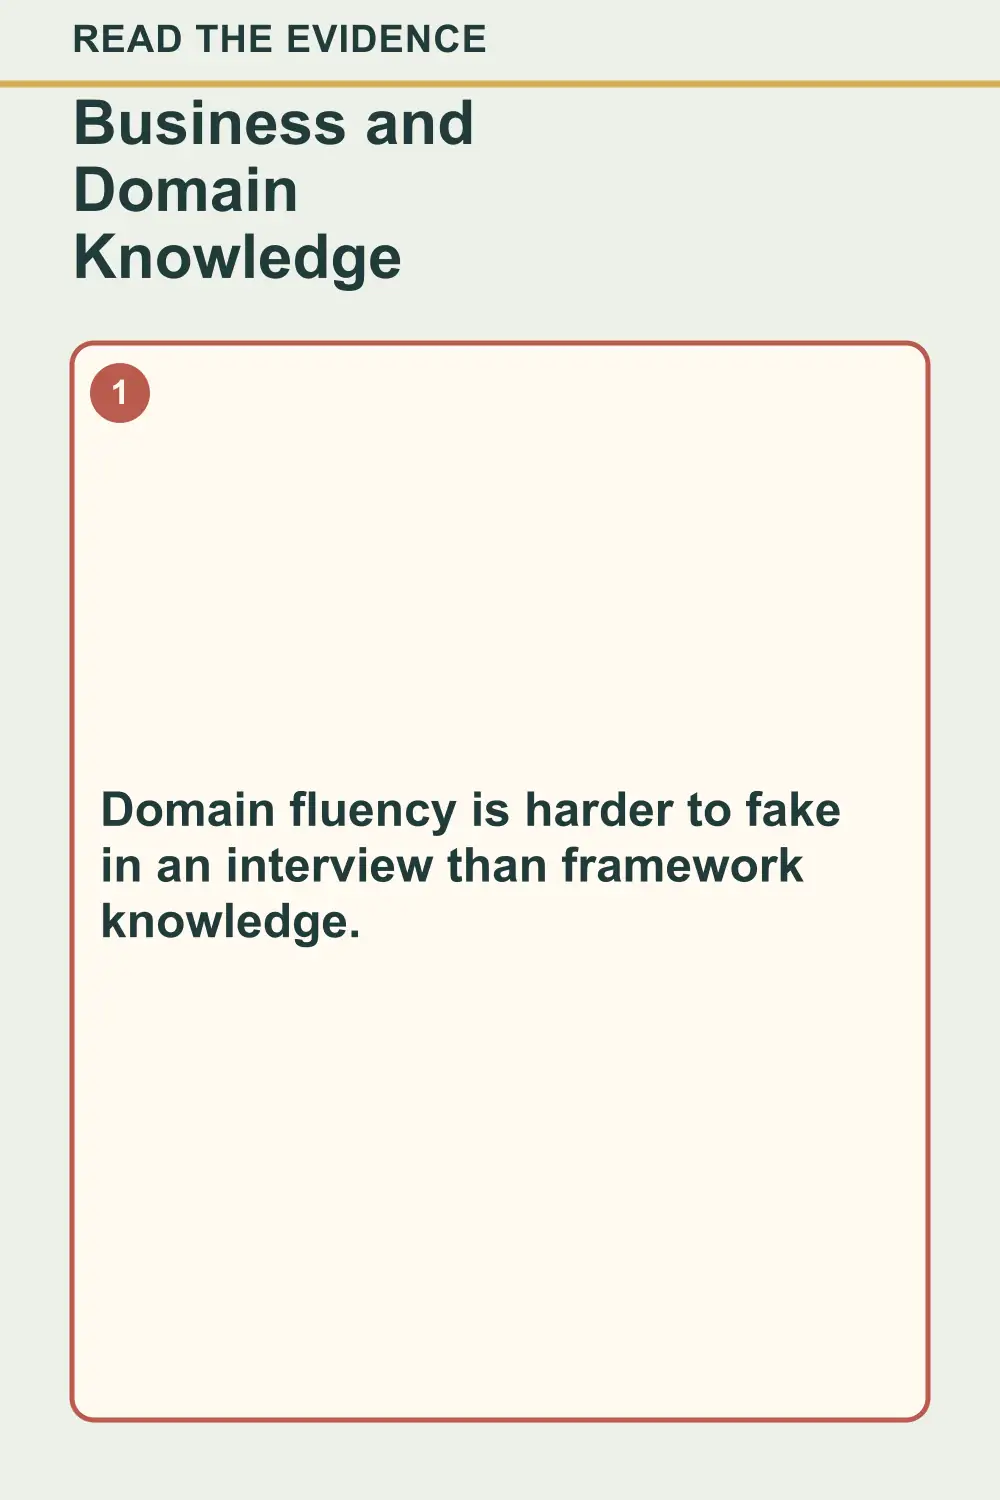 READ THE EVIDENCE
Business and
Domain
Knowledge
1
Domain fluency is harder to fake
in an interview than framework
knowledge.